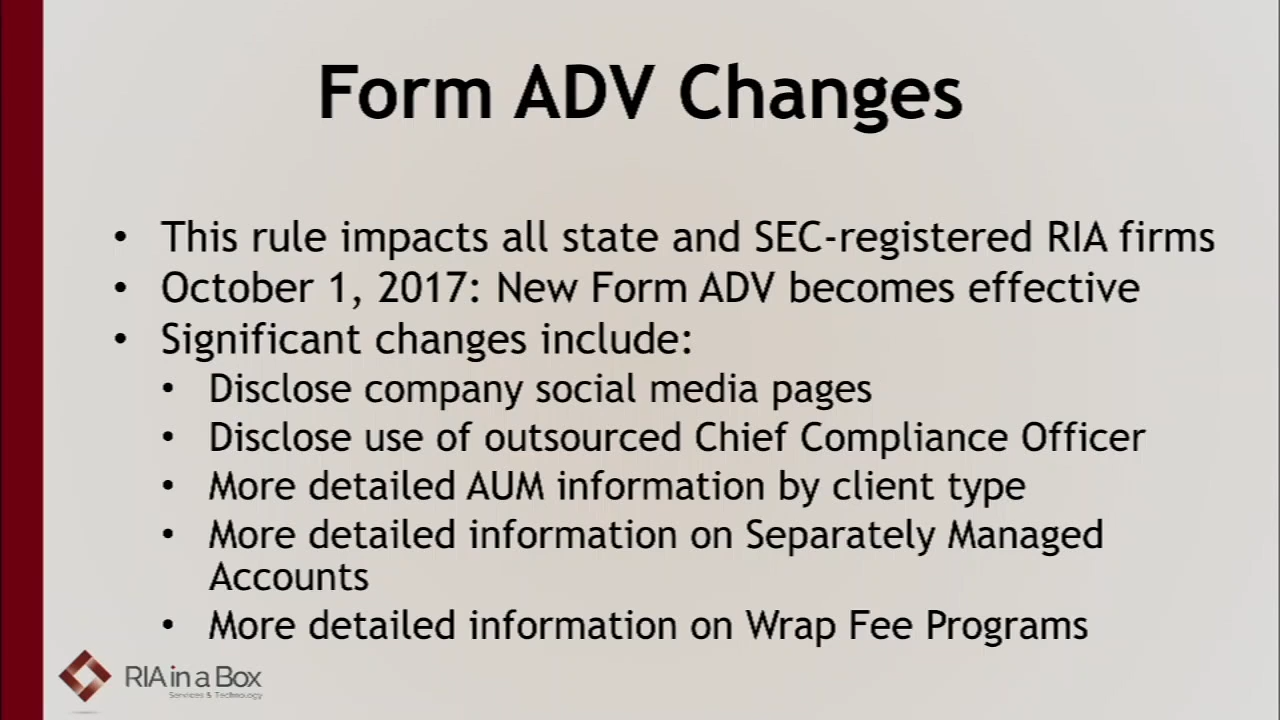 Form ADV Changes
• This rule impacts all state and SEC-registered RIA firms
• October 1, 2017: New Form ADV becomes effective
• Significant changes include:
• Disclose company social media pages
• Disclose use of outsourced Chief Compliance Officer
• More detailed AUM information by client type
• More detailed information on Separately Managed
Accounts
• More detailed information on Wrap Fee Programs
RIA in a Box
Services & Technology